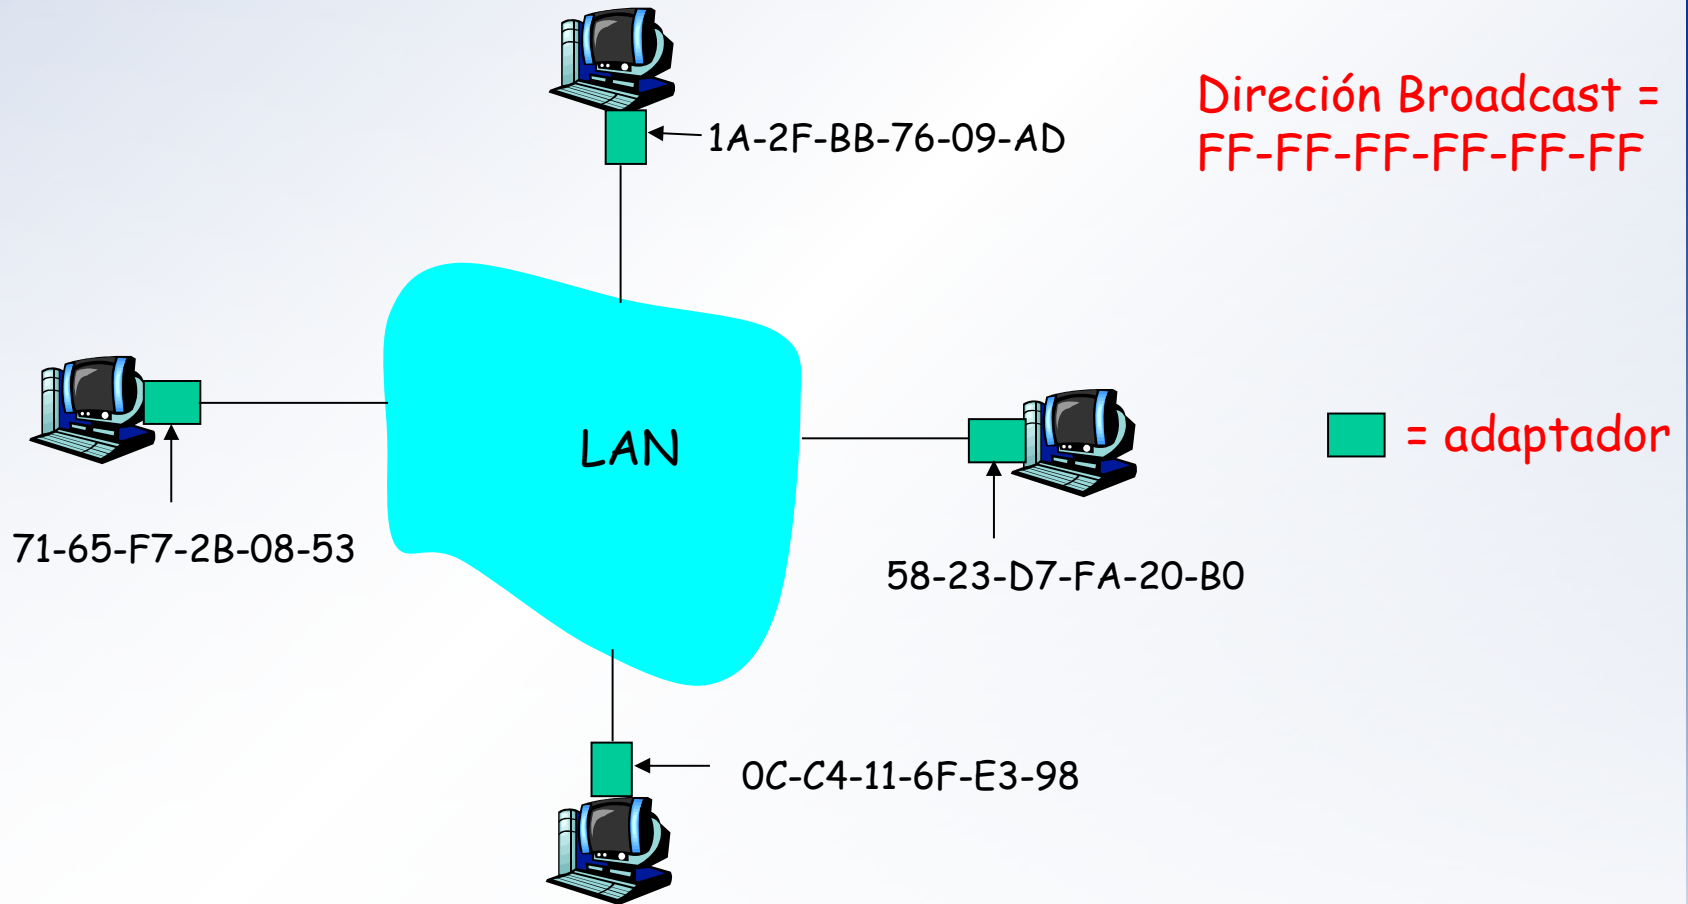 Direción Broadcast =
FF-FF-FF-FF-FF-FF
1A-2F-BB-76-09-AD
LAN
= adaptador
71-65-F7-2B-08-53
58-23-D7-FA-20-B0
0C-C4-11-6F-E3-98